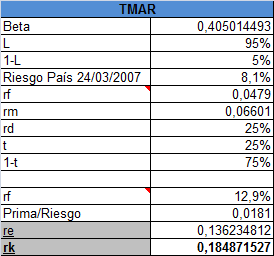 TMAR
Beta 0,405014493
L 95%
1-L 5%
Riesgo País 24/03/2007 8,1%
rf 0,0479
rm 0,06601
rd 25%
t 25%
1-t 75%
rf 12,9%
Prima/Riesgo 0,0181
re 0,136234812
rk 0,184871527